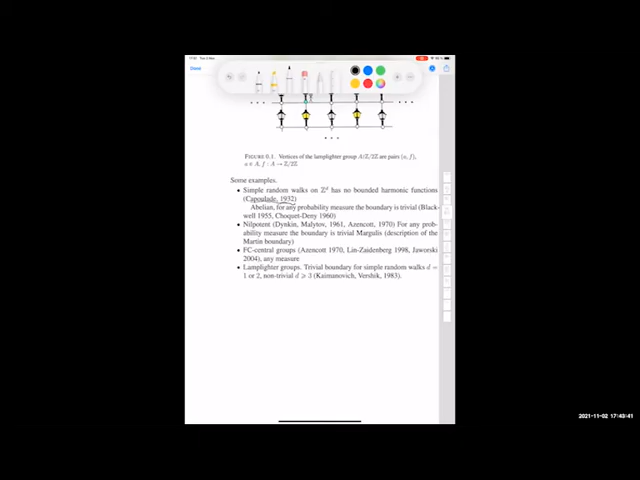 Done
FIGURE 0.1. Vertices of the lamplighter group A≀Z/2Z are pairs (a, f),
a ∈ A, f : A → Z/2Z
Some examples.
• Simple random walks on Z^d has no bounded harmonic functions
(Capoulade, 1932)
Abelian, for any probability measure the boundary is trivial (Black-
well 1955, Choquet-Deny 1960)
• Nilpotent (Dynkin, Malytov, 1961, Azencott, 1970) For any prob-
ability measure the boundary is trivial Margulis (description of the
Martin boundary)
• FC-central groups (Azencott 1970, Lin-Zaidenberg 1998, Jaworski
2004), any measure
• Lamplighter groups. Trivial boundary for simple random walks d =
1 or 2, non-trivial d ⩾ 3 (Kaimanovich, Vershik, 1983).
2021-11-02 17:43:41